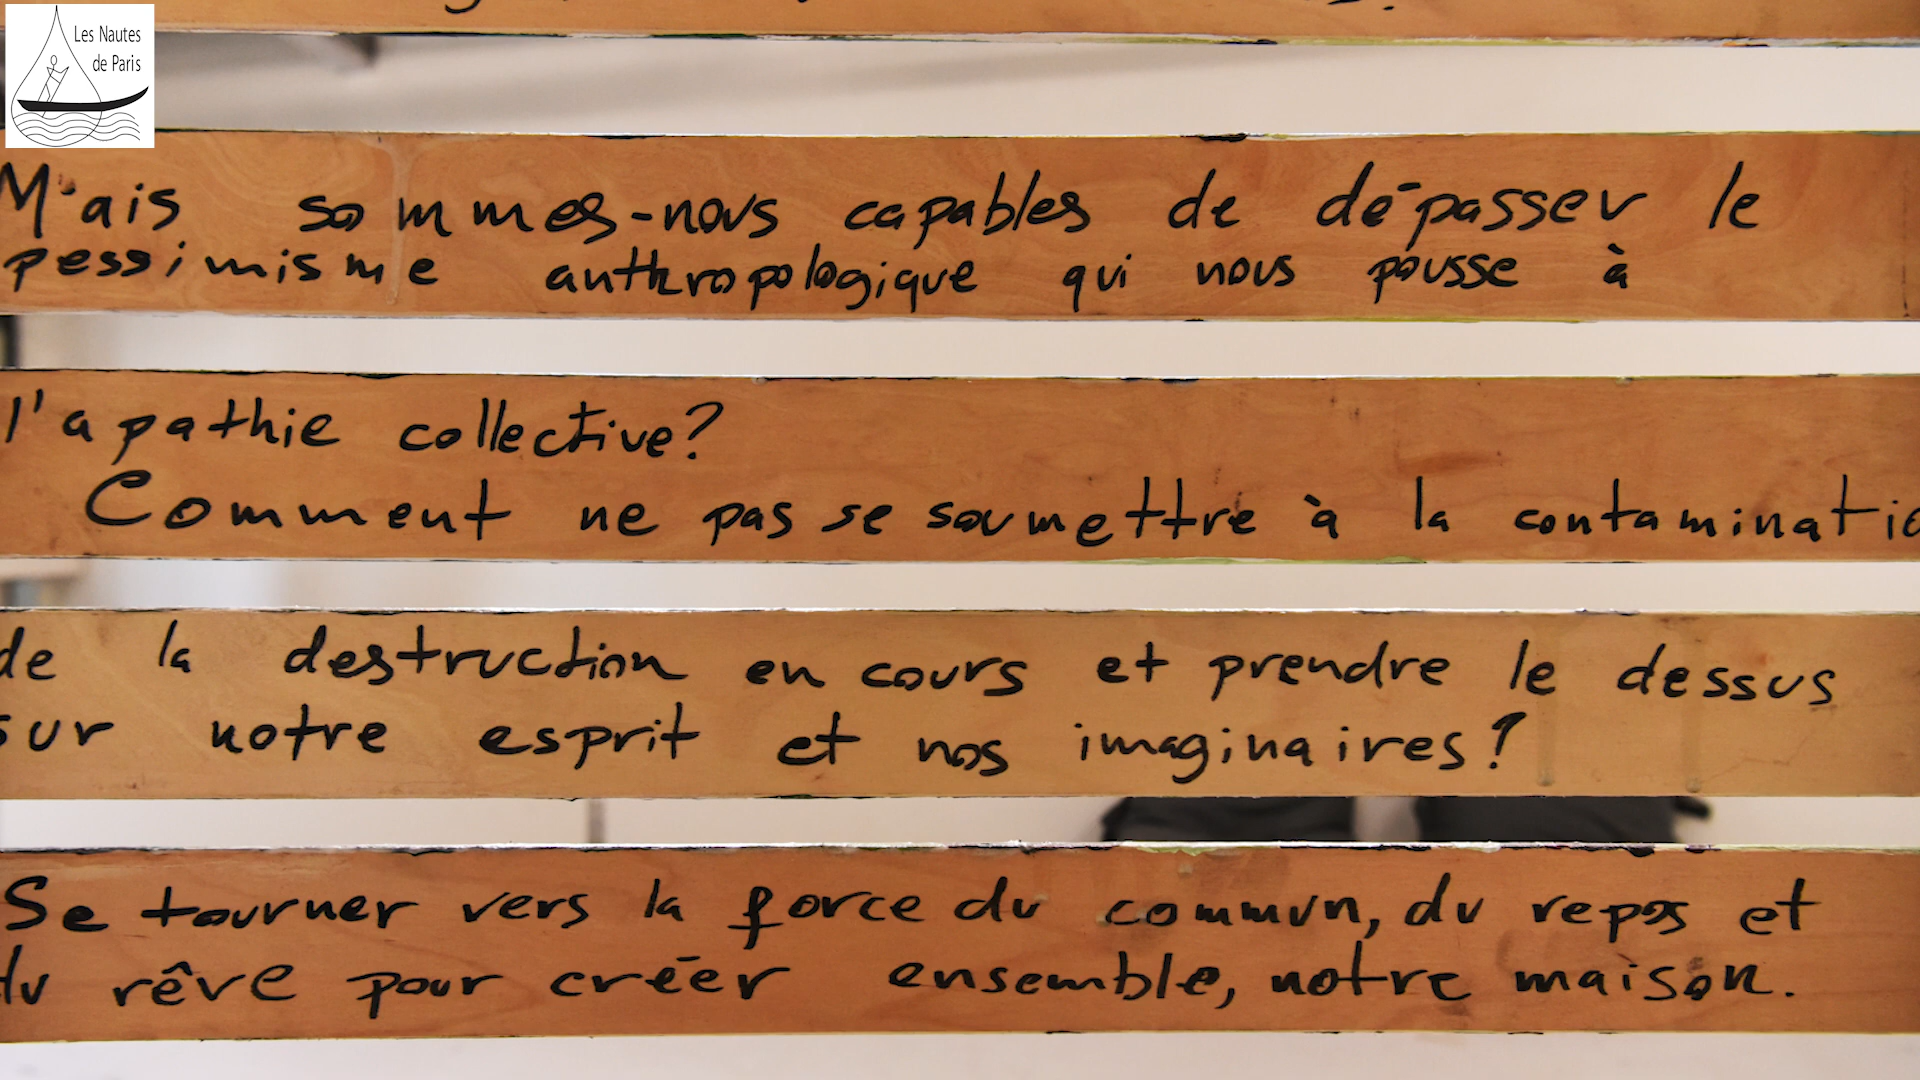 Les Nautes
de Paris
M'ais sommes-nous capables de dépasser le
pessimisme anthropologique qui nous pousse à
l'apathie collective?
Comment ne pas se soumettre à la contaminatio
de la destruction en cours et prendre le dessus
sur notre esprit et nos imaginaires?
Se tourner vers la force du commun, du repos et
du rêve pour créer ensemble, notre maison.